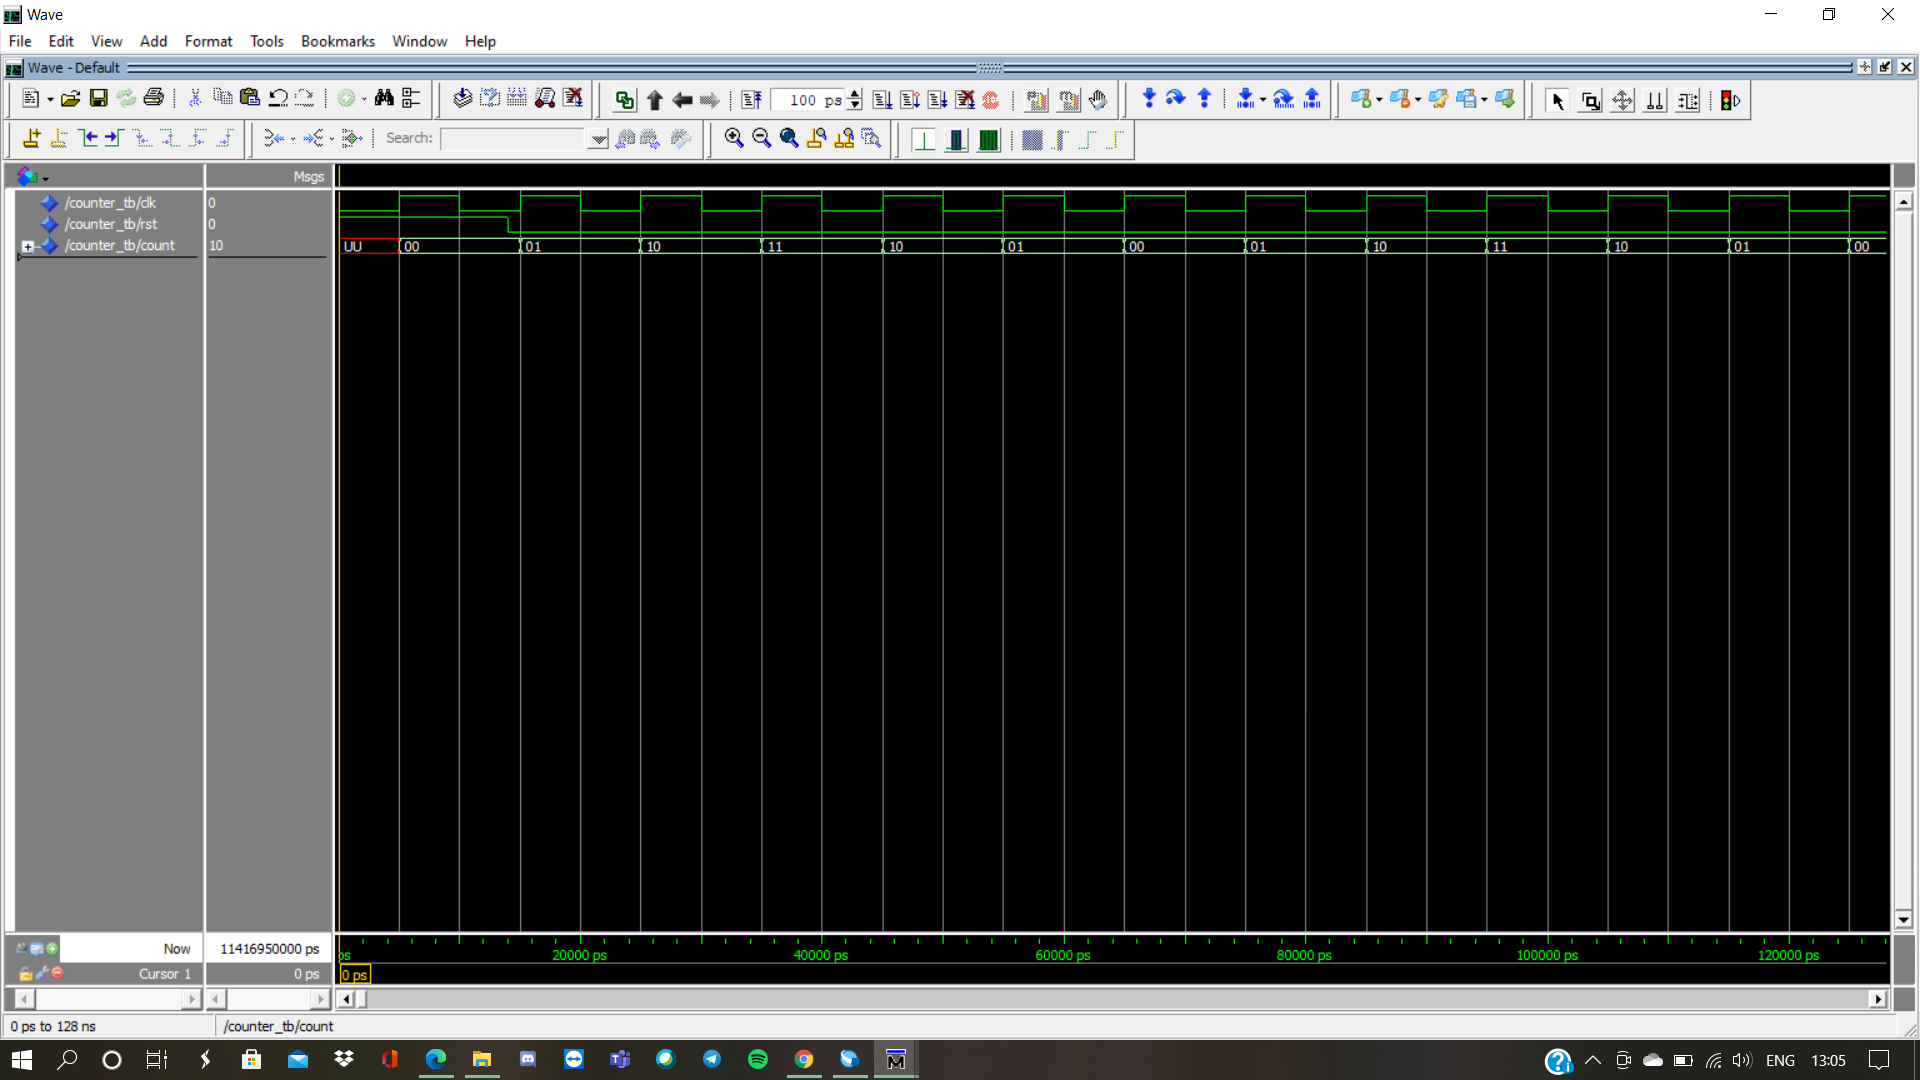 Wave
File Edit View Add Format Tools Bookmarks Window Help
Wave - Default
100 ps
Search:
Msgs
/counter_tb/clk 0
/counter_tb/rst 0
/counter_tb/count 10 UU 00 01 10 11 10 01 00 01 10 11 10 01 00
Now 11416950000 ps ps 20000 ps 40000 ps 60000 ps 80000 ps 100000 ps 120000 ps
Cursor 1 0 ps 0 ps
0 ps to 128 ns /counter_tb/count
ENG 13:05